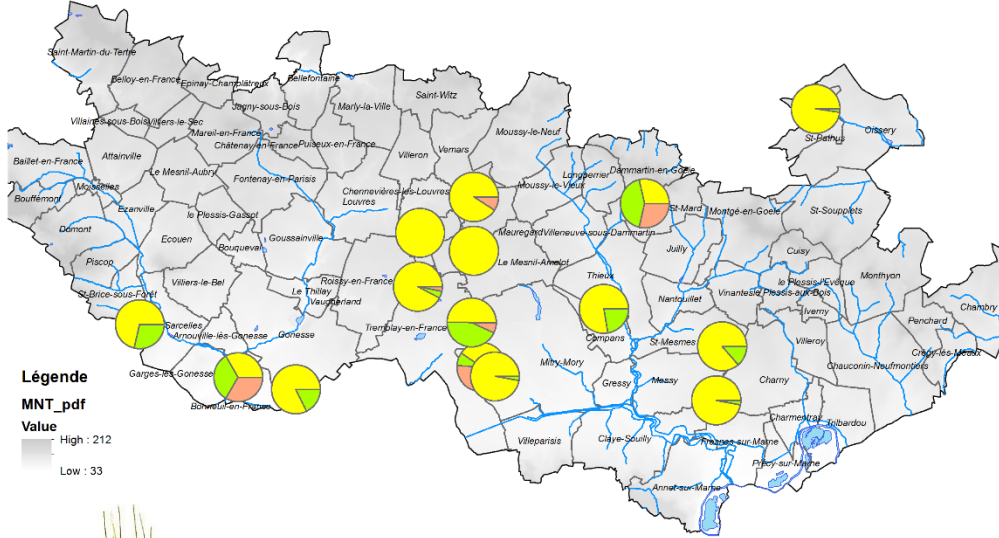 Saint-Martin-du-Tertre
Belloy-en-France
Epinay-Champlâtreux
Bellefontaine
Jagny-sous-Bois
Marly-la-Ville
Saint-Witz
Villaines-sous-Bois
Villiers-le-Sec
Mareil-en-France
Châtenay-en-France
Puiseux-en-France
Moussy-le-Neuf
St-Pathus
Oissery
Baillet-en-France
Attainville
Le Mesnil-Aubry
Fontenay-en-Parisis
Villeron
Vemars
Longperrier
Dammartin-en-Goële
Moisselles
Bouffémont
Chennevières-lès-Louvres
Louvres
Moussy-le-Vieux
St-Mard
Montgé-en-Goële
St-Soupplets
Ezanville
le Plessis-Gassot
Domont
Goussainville
Mauregard
Villeneuve-sous-Dammartin
Ecouen
Bouqueval
Juilly
Cuisy
Piscop
Le Mesnil-Amelot
Villiers-le-Bel
Roissy-en-France
Thieux
le Plessis-l'Evêque
Monthyon
St-Brice-sous-Forêt
Le Thillay
Vaudherland
Nantouillet
Vinantes
le Plessis-aux-Bois
Iverny
Chambry
Penchard
Sarcelles
Arnouville-lès-Gonesse
Gonesse
Tremblay-en-France
Compans
St-Mesmes
Villeroy
Crégy-lès-Meaux
Garges-lès-Gonesse
Mitry-Mory
Chauconin-Neufmontiers
Gressy
Messy
Charny
Bonneuil-en-France
Charmentray
Trilbardou
Villeparisis
Claye-Souilly
Fresnes-sur-Marne
Précy-sur-Marne
Annet-sur-Marne
Légende
MNT_pdf
Value
High : 212
Low : 33